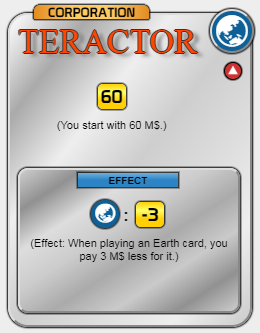 CORPORATION
TERACTOR
60
(You start with 60 M$.)
EFFECT
: -3
(Effect: When playing an Earth card, you
pay 3 M$ less for it.)